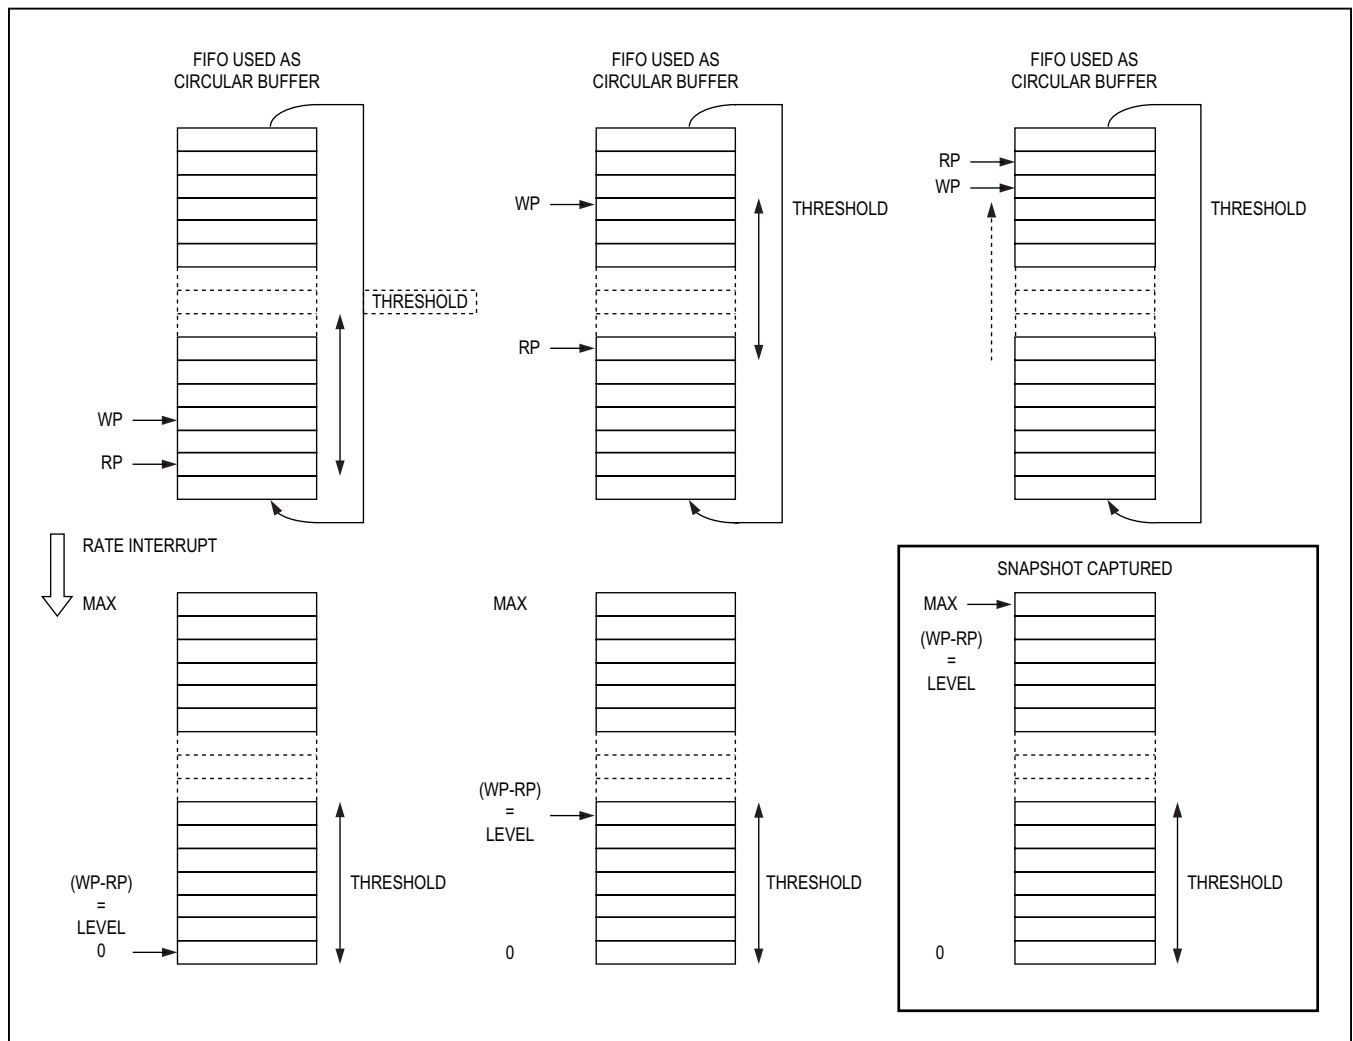 FIFO USED AS
CIRCULAR BUFFER
THRESHOLD
WP
RP
FIFO USED AS
CIRCULAR BUFFER
WP
THRESHOLD
RP
FIFO USED AS
CIRCULAR BUFFER
RP
WP
THRESHOLD
RATE INTERRUPT
MAX
(WP-RP)
=
LEVEL
0
THRESHOLD
MAX
(WP-RP)
=
LEVEL
0
THRESHOLD
SNAPSHOT CAPTURED
MAX
(WP-RP)
=
LEVEL
0
THRESHOLD